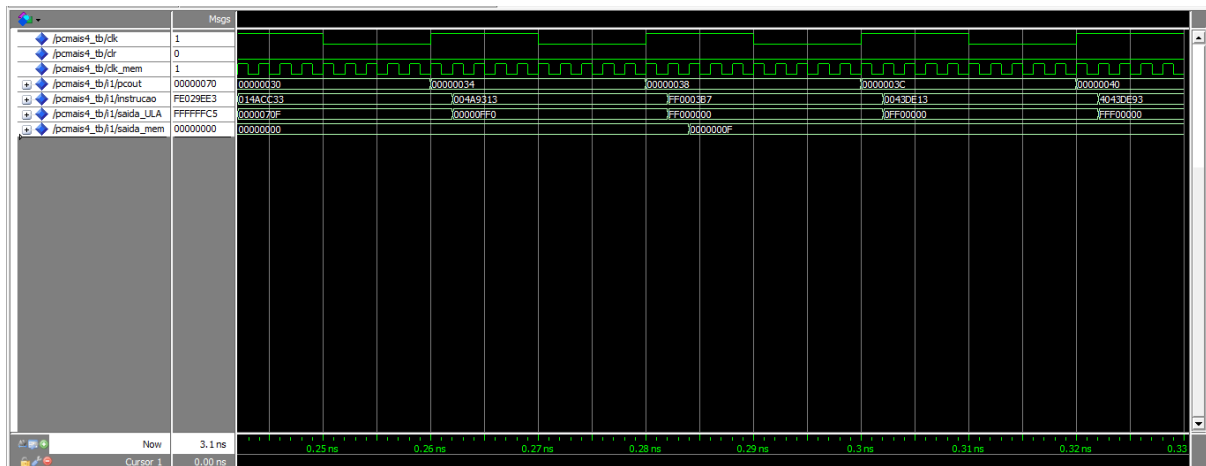 Msgs
/pcmais4_tb/clk 1
/pcmais4_tb/clr 0
/pcmais4_tb/clk_mem 1
/pcmais4_tb/i1/pcout 00000070 00000030 00000034 00000038 0000003C 00000040
/pcmais4_tb/i1/instrucao FE029EE3 014ACC33 004A9313 FF0003B7 0043DE13 4043DE93
/pcmais4_tb/i1/saida_ULA FFFFFFC5 0000070F 00000FF0 FF000000 0FF00000 FFF00000
/pcmais4_tb/i1/saida_mem 00000000 00000000 0000000F
Now 3.1 ns 0.25 ns 0.26 ns 0.27 ns 0.28 ns 0.29 ns 0.3 ns 0.31 ns 0.32 ns 0.33
Cursor 1 0.00 ns